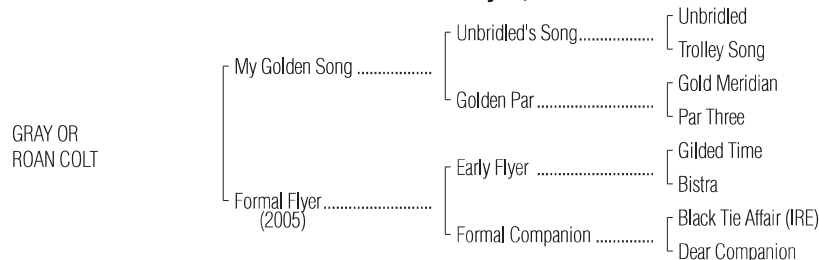 Unbridled
Unbridled's Song..................
Trolley Song
My Golden Song ..................
Gold Meridian
Golden Par ......................
Par Three
GRAY OR
ROAN COLT
Gilded Time
Early Flyer .....................
Bistra
Formal Flyer..........................
(2005)
Black Tie Affair (IRE)
Formal Companion ..............
Dear Companion